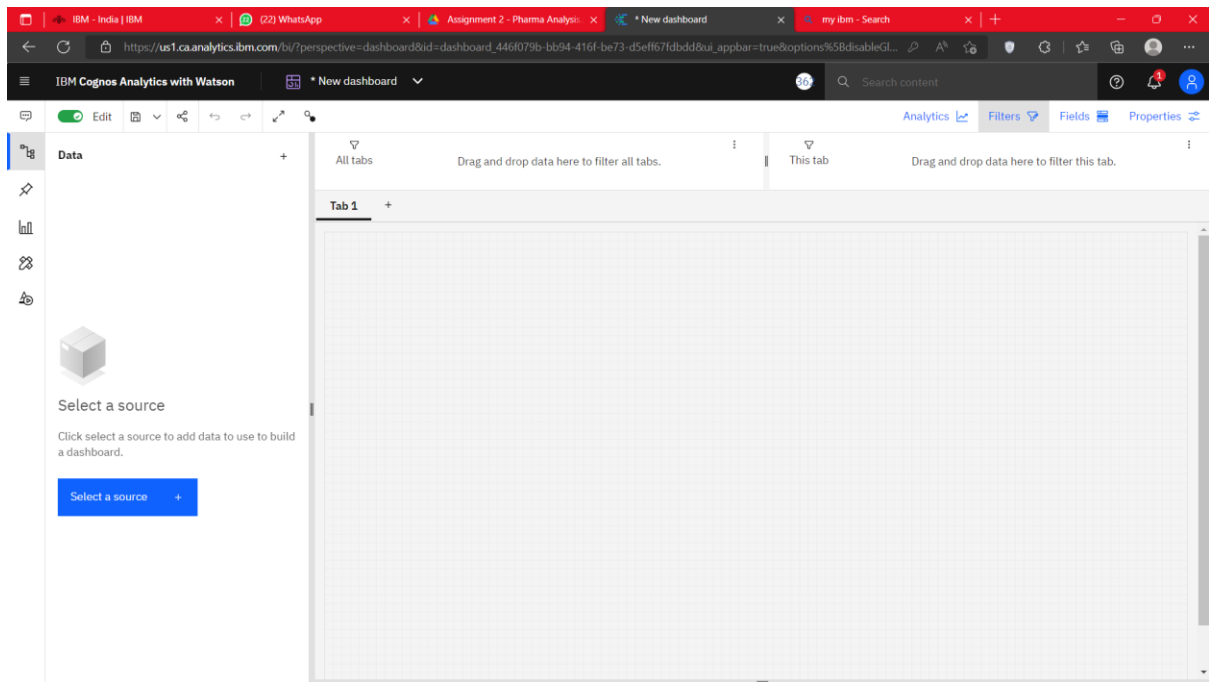 IBM - India | IBM
(22) WhatsApp
Assignment 2 - Pharma Analysis
* New dashboard
my ibm - Search
https://us1.ca.analytics.ibm.com/bi/?perspective=dashboard&id=dashboard_446f079b-bb94-416f-be73-d5eff67fdbdd&ui_appbar=true&options%5BdisableGl...
IBM Cognos Analytics with Watson
* New dashboard
Search content
1
Edit
Analytics
Filters
Fields
Properties
Data
All tabs
Drag and drop data here to filter all tabs.
This tab
Drag and drop data here to filter this tab.
Tab 1
Select a source
Click select a source to add data to use to build
a dashboard.
Select a source